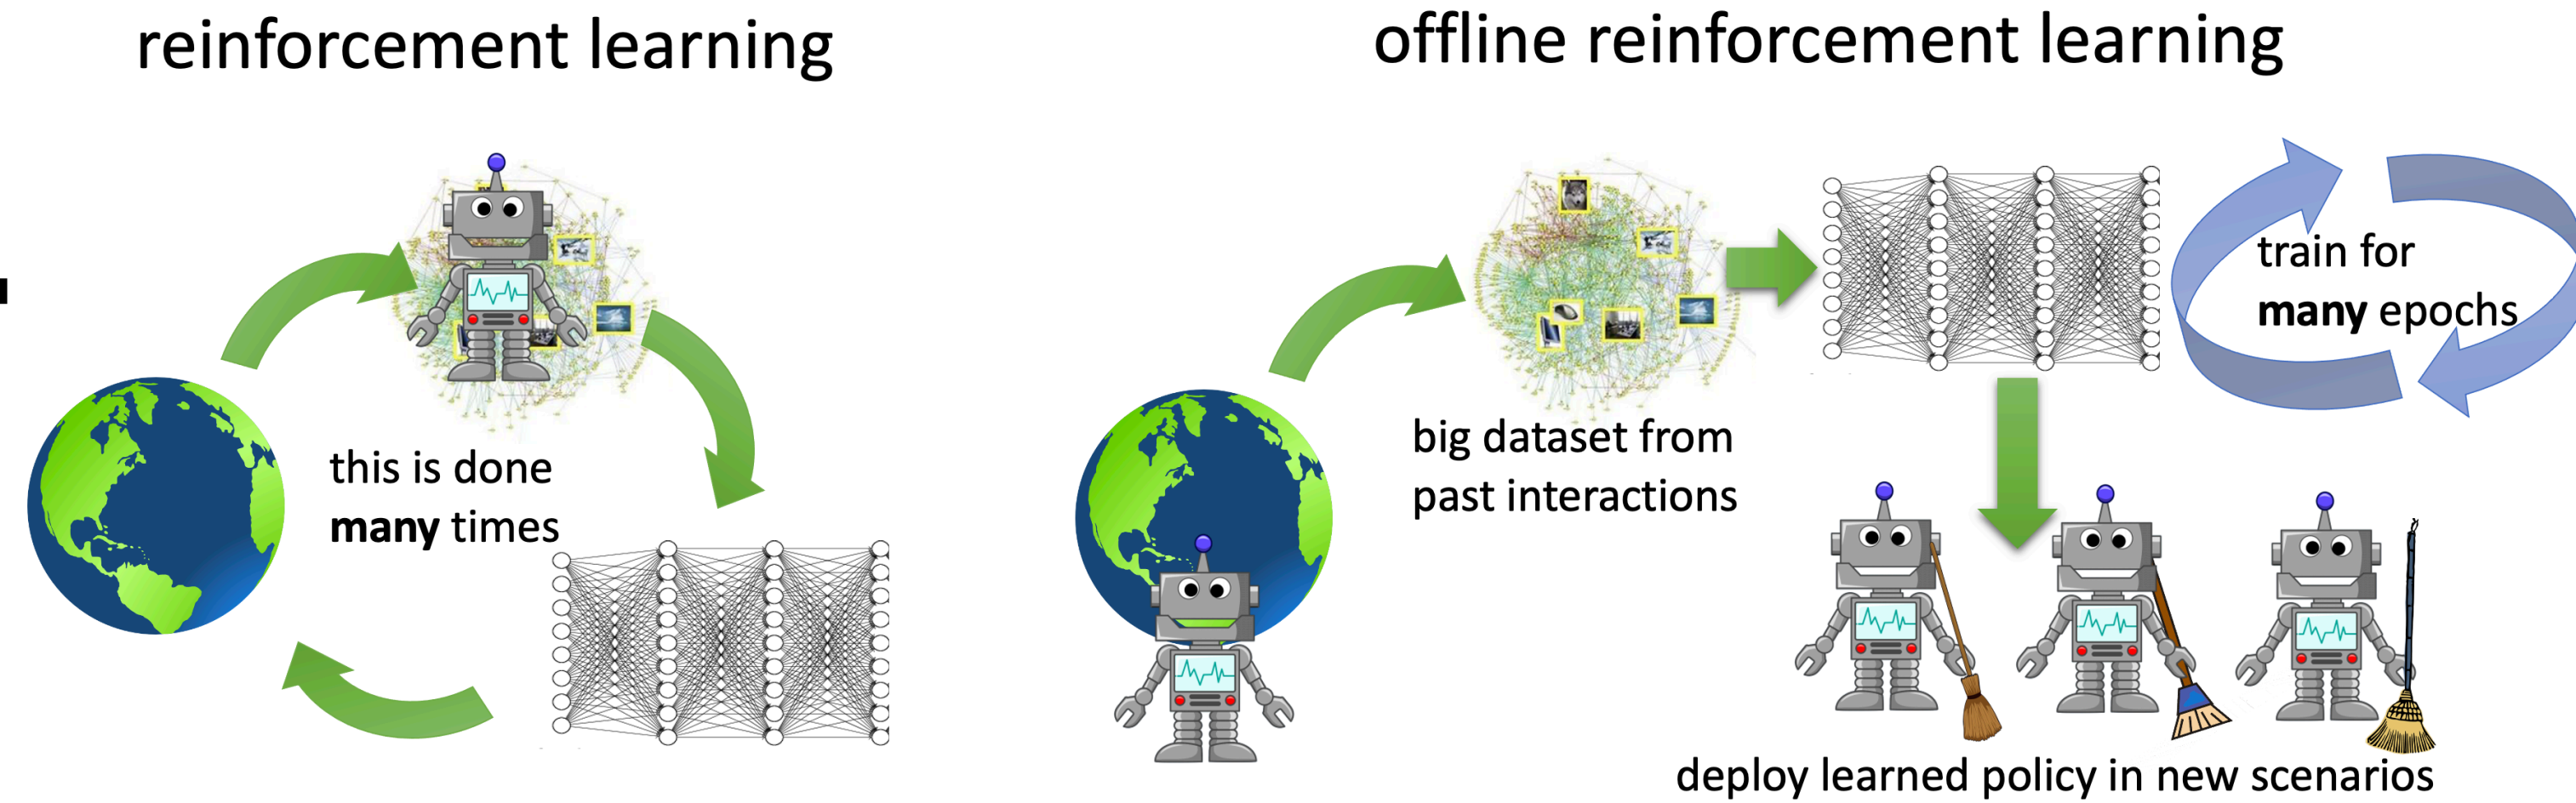 reinforcement learning
this is done
many times
offline reinforcement learning
big dataset from
past interactions
train for
many epochs
deploy learned policy in new scenarios